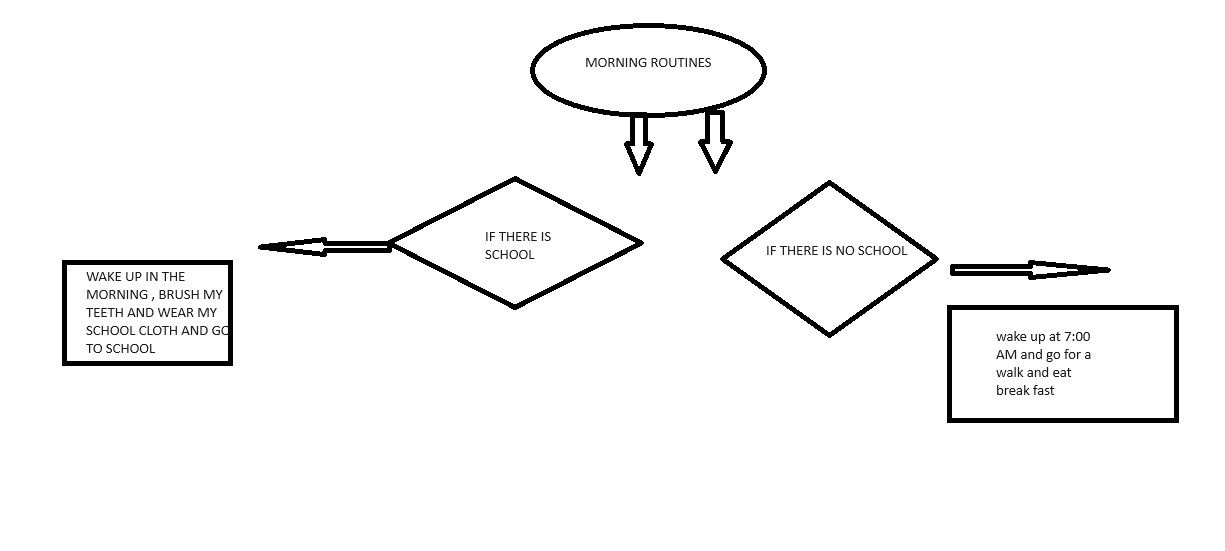 MORNING ROUTINES
IF THERE IS
SCHOOL
IF THERE IS NO SCHOOL
WAKE UP IN THE
MORNING , BRUSH MY
TEETH AND WEAR MY
SCHOOL CLOTH AND GO
TO SCHOOL
wake up at 7:00
AM and go for a
walk and eat
break fast